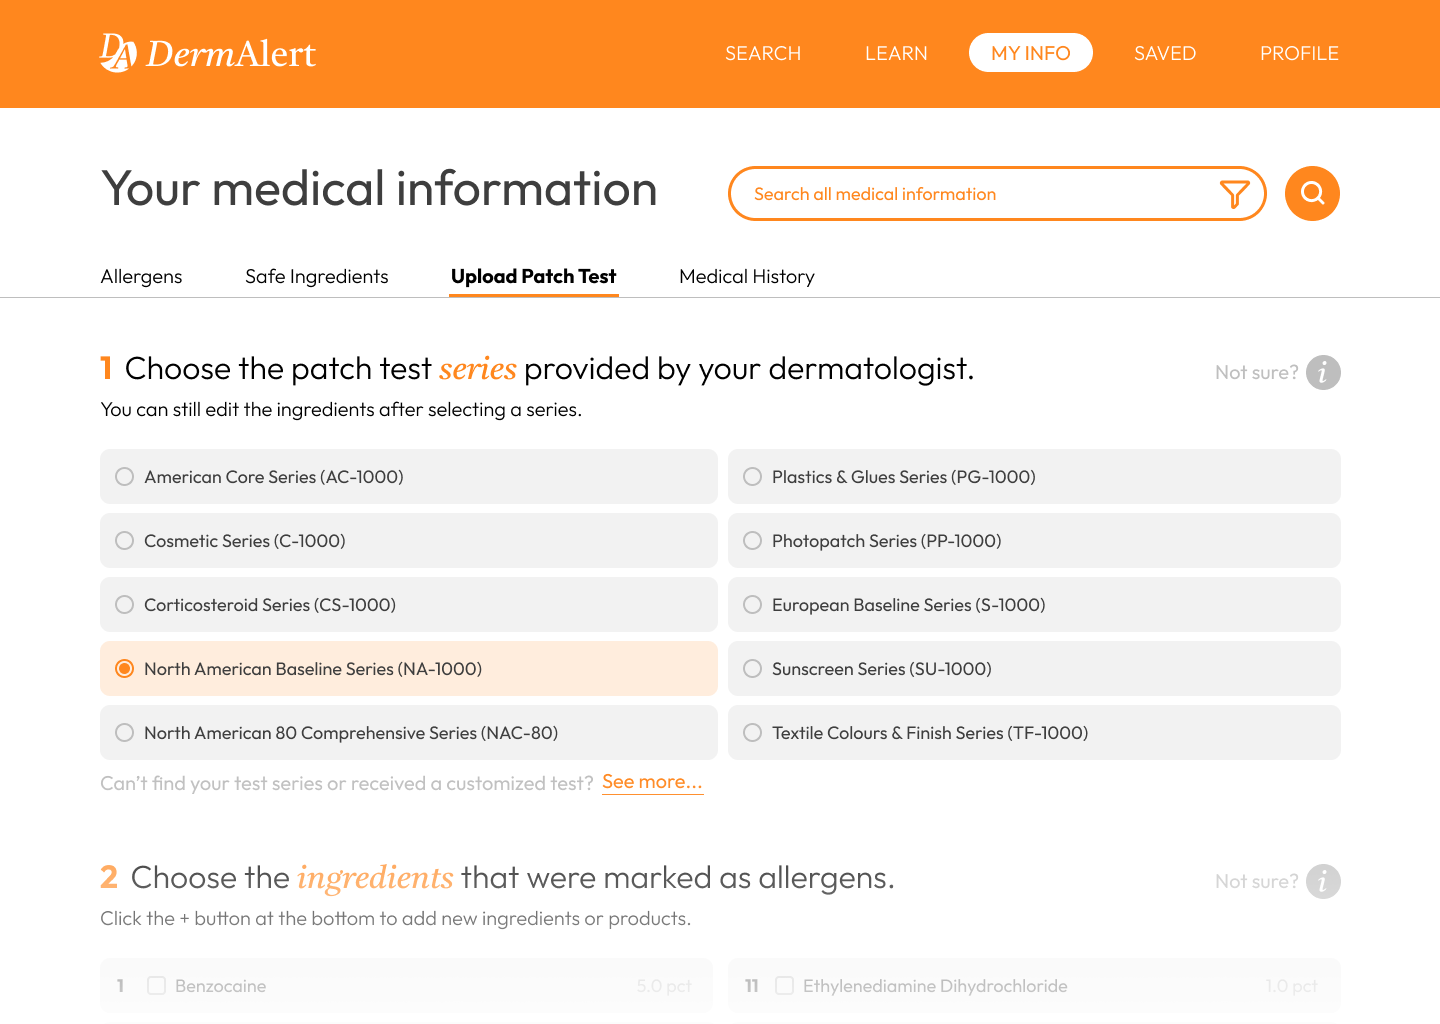 DA DermAlert
SEARCH LEARN MY INFO SAVED PROFILE
Your medical information
Search all medical information
Allergens Safe Ingredients Upload Patch Test Medical History
1 Choose the patch test series provided by your dermatologist.
Not sure? i
You can still edit the ingredients after selecting a series.
American Core Series (AC-1000)
Plastics & Glues Series (PG-1000)
Cosmetic Series (C-1000)
Photopatch Series (PP-1000)
Corticosteroid Series (CS-1000)
European Baseline Series (S-1000)
North American Baseline Series (NA-1000)
Sunscreen Series (SU-1000)
North American 80 Comprehensive Series (NAC-80)
Textile Colours & Finish Series (TF-1000)
Can't find your test series or received a customized test? See more...
2 Choose the ingredients that were marked as allergens.
Not sure? i
Click the + button at the bottom to add new ingredients or products.
1 Benzocaine 5.0 pct
11 Ethylenediamine Dihydrochloride 1.0 pct